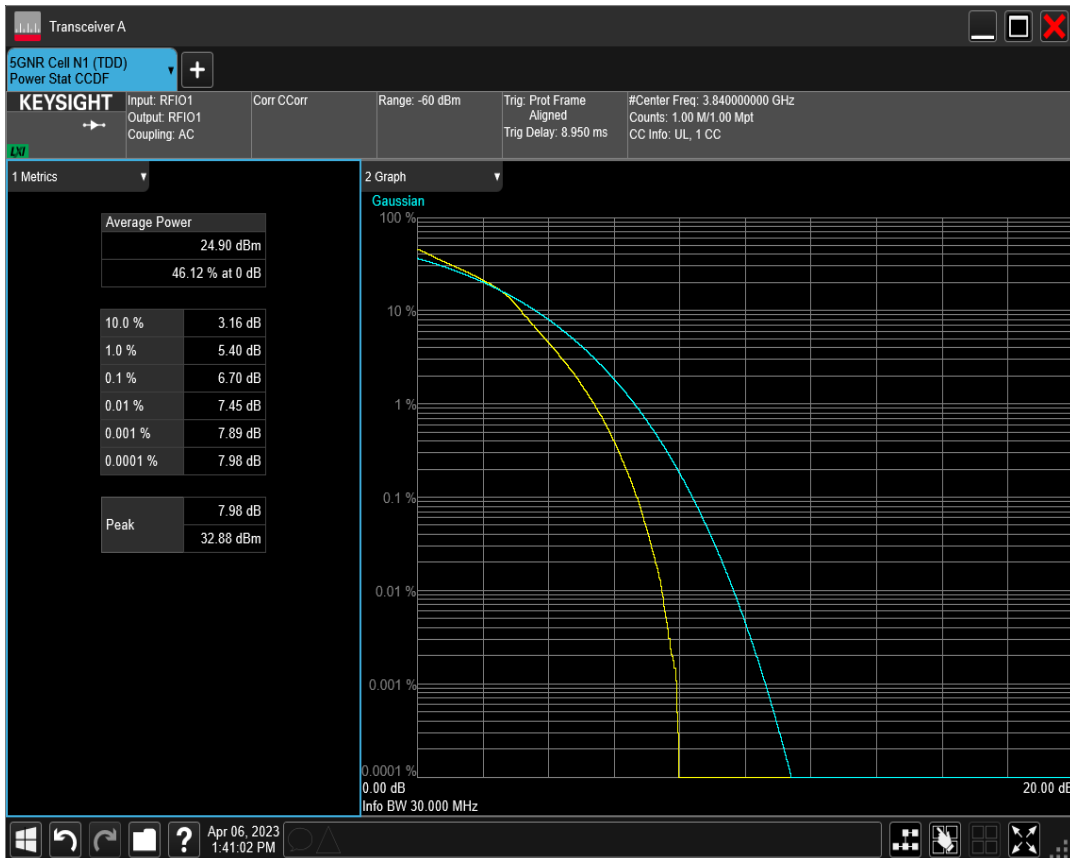 Transceiver A
5GNR Cell N1 (TDD)
Power Stat CCDF
KEYSIGHT
LXI
Input: RFIO1
Output: RFIO1
Coupling: AC
Corr CCorr
Range: -60 dBm
Trig: Prot Frame
Aligned
Trig Delay: 8.950 ms
#Center Freq: 3.840000000 GHz
Counts: 1.00 M/1.00 Mpt
CC Info: UL, 1 CC
1 Metrics
Average Power
24.90 dBm
46.12 % at 0 dB
10.0 % 3.16 dB
1.0 % 5.40 dB
0.1 % 6.70 dB
0.01 % 7.45 dB
0.001 % 7.89 dB
0.0001 % 7.98 dB
Peak 7.98 dB
32.88 dBm
2 Graph
Gaussian
100 %
10 %
1 %
0.1 %
0.01 %
0.001 %
0.0001 %
0.00 dB 20.00 dB
Info BW 30.000 MHz
? Apr 06, 2023
1:41:02 PM